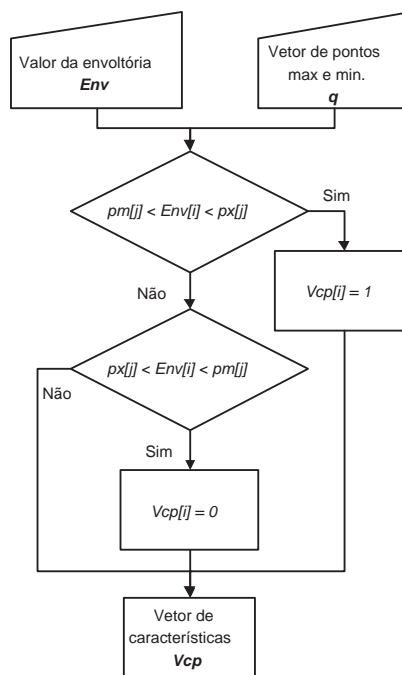 Valor da envoltória
Env
Vetor de pontos
max e min.
q
pm[j] < Env[i] < px[j]
Sim
Vcp[i] = 1
Não
px[j] < Env[i] < pm[j]
Não
Sim
Vcp[i] = 0
Vetor de
características
Vcp